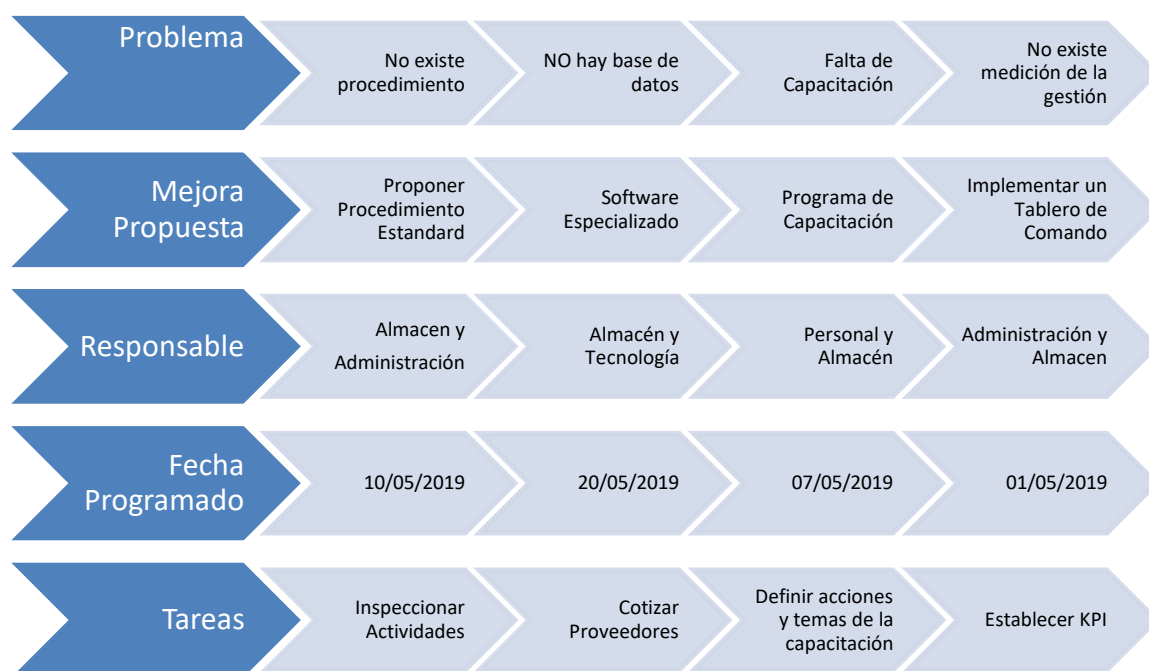 Problema
No existe
procedimiento
NO hay base de
datos
Falta de
Capacitación
No existe
medición de la
gestión
Mejora
Propuesta
Proponer
Procedimiento
Estandard
Software
Especializado
Programa de
Capacitación
Implementar un
Tablero de
Comando
Responsable
Almacen y
Administración
Almacén y
Tecnología
Personal y
Almacén
Administración y
Almacen
Fecha
Programado
10/05/2019
20/05/2019
07/05/2019
01/05/2019
Tareas
Inspeccionar
Actividades
Cotizar
Proveedores
Definir acciones
y temas de la
capacitación
Establecer KPI